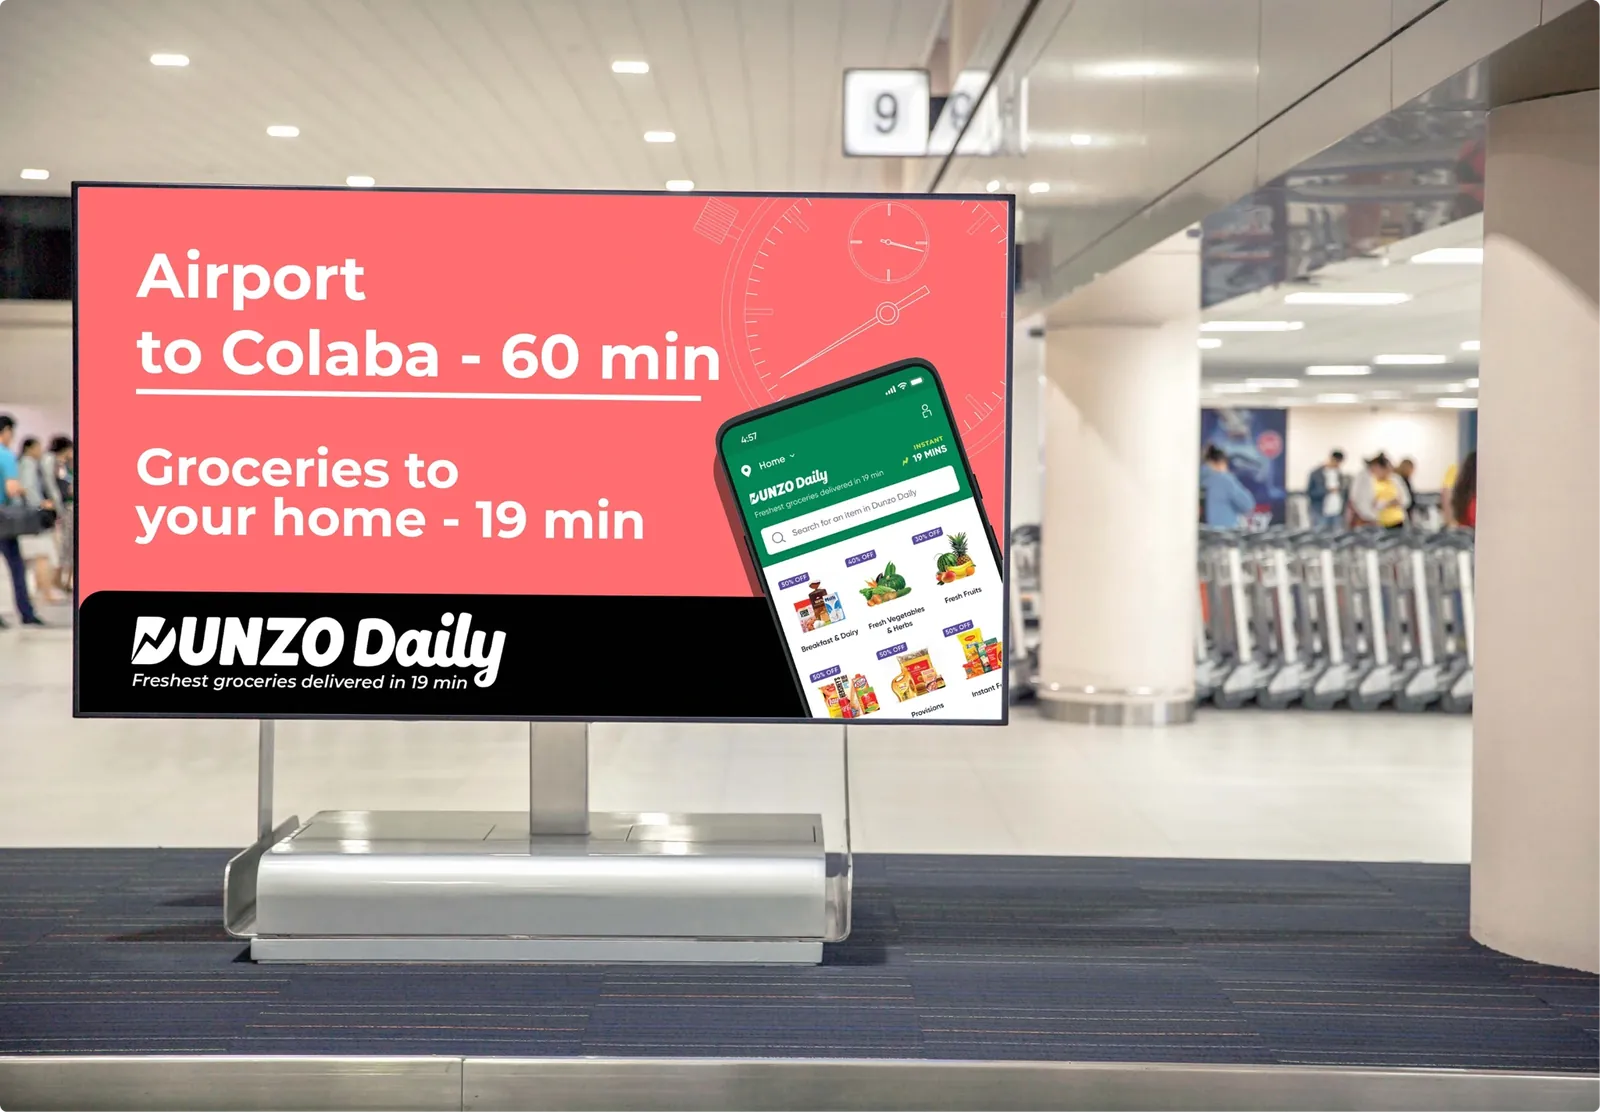 9
Airport
to Colaba - 60 min
Groceries to
your home - 19 min
DUNZO Daily
Freshest groceries delivered in 19 min
4:57
Home
INSTANT
19 MINS
DUNZO Daily
Freshest groceries delivered in 19 min
Search for an item in Dunzo Daily
50% OFF
40% OFF
30% OFF
Breakfast & Dairy
Fresh Vegetables
& Herbs
Fresh Fruits
50% OFF
50% OFF
50% OFF
Provisions
Instant F